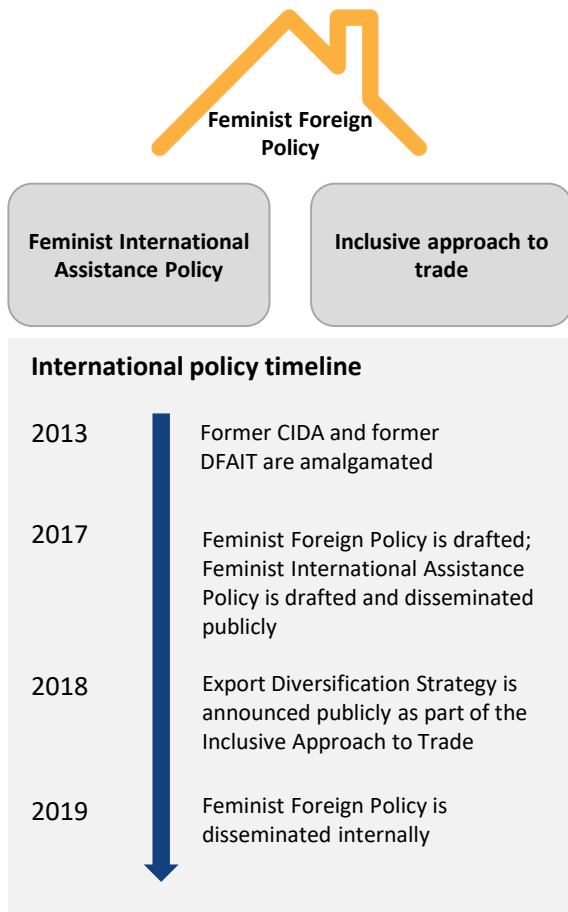 Feminist Foreign
Policy
Feminist International
Assistance Policy
Inclusive approach to
trade
International policy timeline
2013
Former CIDA and former
DFAIT are amalgamated
2017
Feminist Foreign Policy is drafted;
Feminist International Assistance
Policy is drafted and disseminated
publicly
2018
Export Diversification Strategy is
announced publicly as part of the
Inclusive Approach to Trade
2019
Feminist Foreign Policy is
disseminated internally